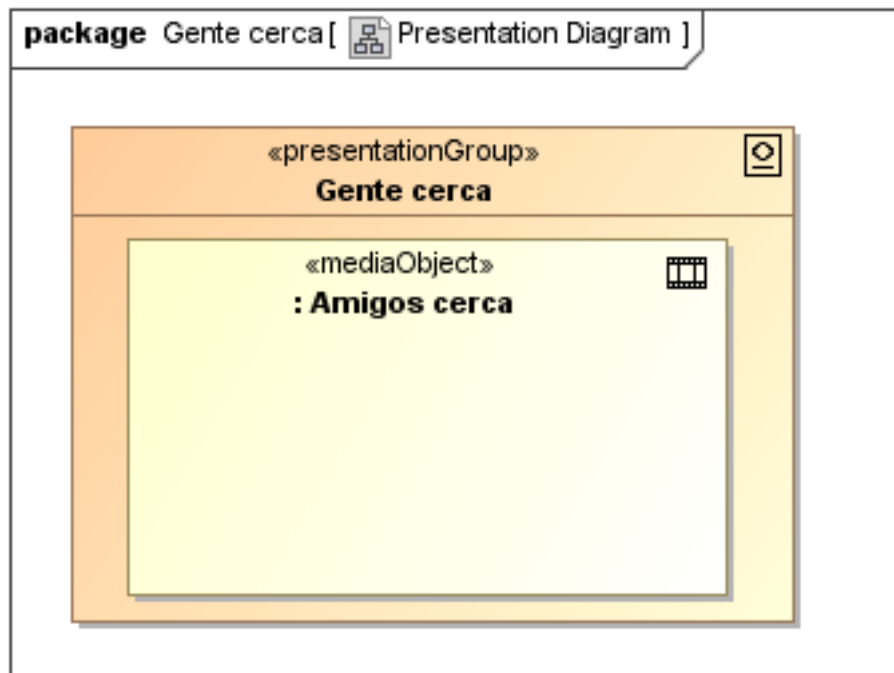 package Gente cerca [ Presentation Diagram ]
«presentationGroup»
Gente cerca
«mediaObject»
: Amigos cerca